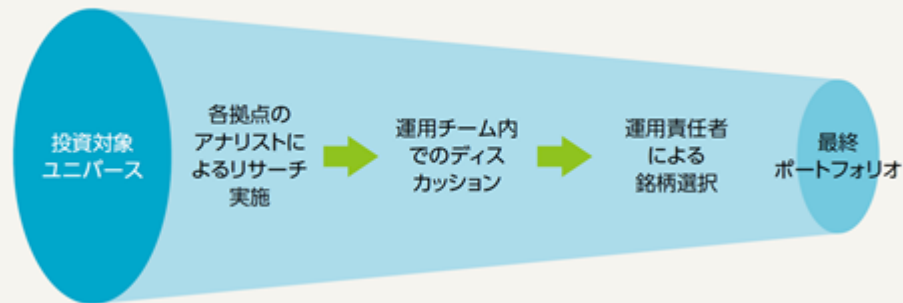 投資対象
ユニバース
各拠点の
アナリストに
よるリサーチ
実施
運用チーム内
でのディス
カッション
運用責任者
による
銘柄選択
最終
ポートフォリオ